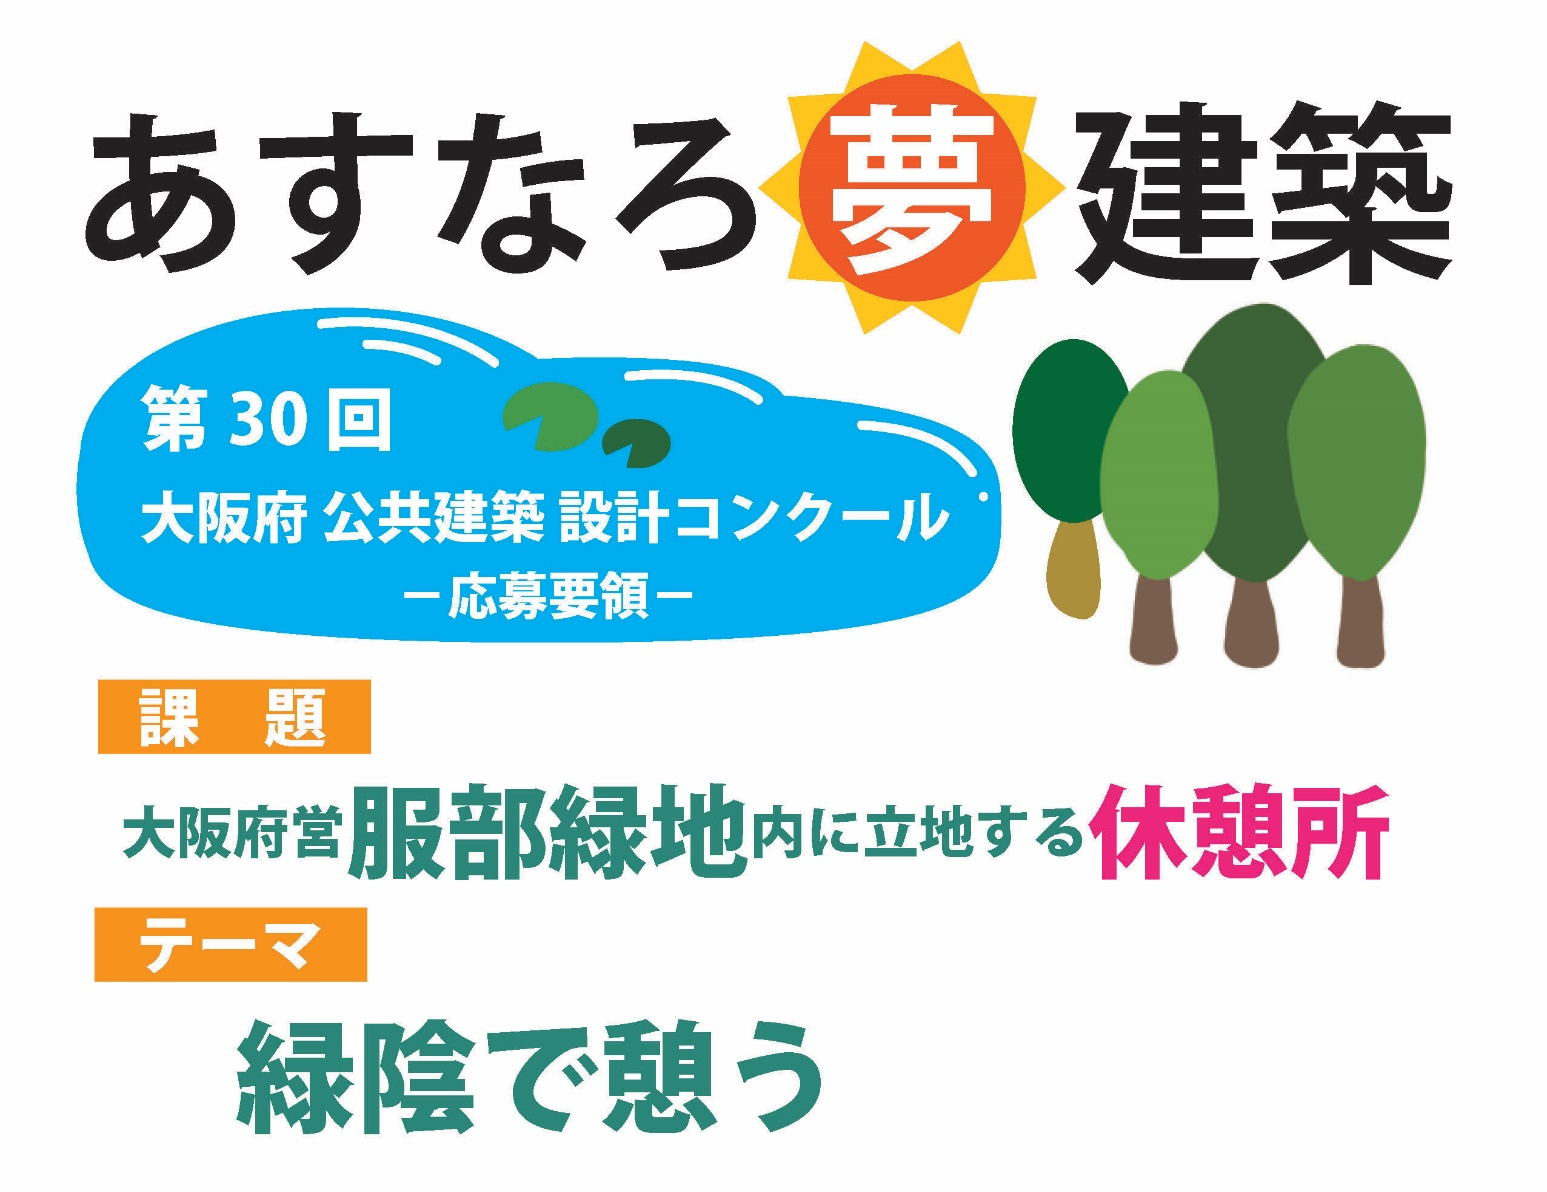 あすなろ夢建築
第30回
大阪府 公共建築 設計コンクール
－応募要領－
課　題
大阪府営服部緑地内に立地する休憩所
テーマ
緑陰で憩う